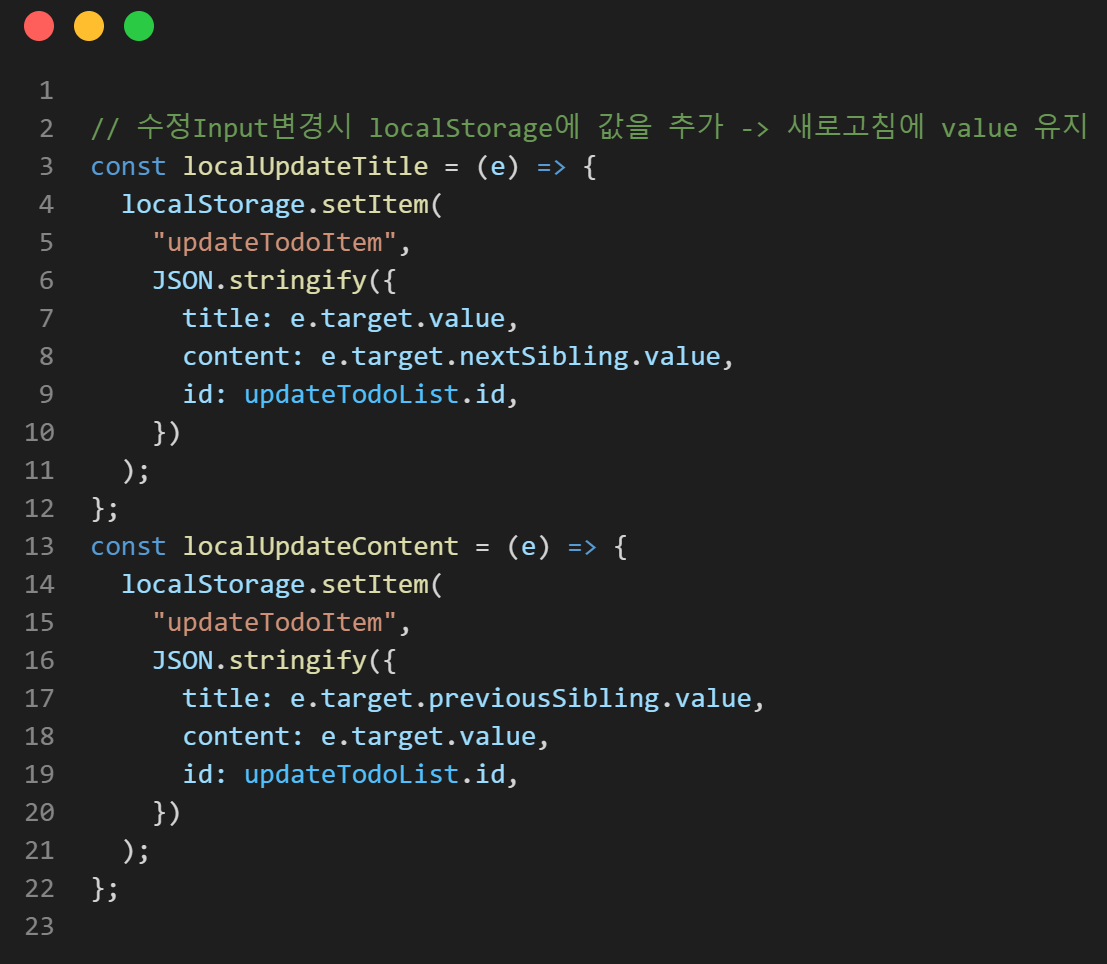 1
2 // 수정Input변경시 localStorage에 값을 추가 -> 새로고침에 value 유지
3 const localUpdateTitle = (e) => {
4   localStorage.setItem(
5     "updateTodoItem",
6     JSON.stringify({
7       title: e.target.value,
8       content: e.target.nextSibling.value,
9       id: updateTodoList.id,
10     })
11   );
12 };
13 const localUpdateContent = (e) => {
14   localStorage.setItem(
15     "updateTodoItem",
16     JSON.stringify({
17       title: e.target.previousSibling.value,
18       content: e.target.value,
19       id: updateTodoList.id,
20     })
21   );
22 };
23